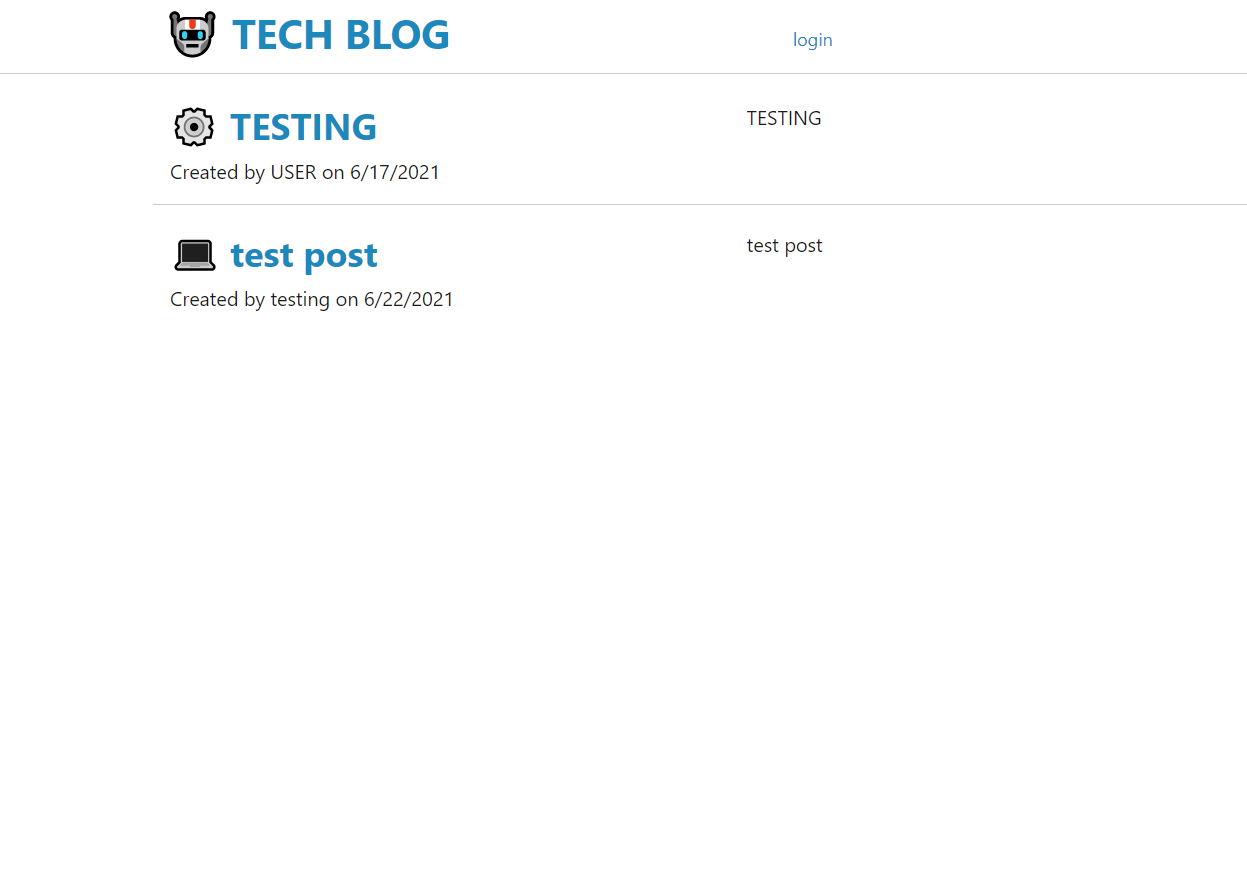 TECH BLOG
login
TESTING
TESTING
Created by USER on 6/17/2021
test post
test post
Created by testing on 6/22/2021